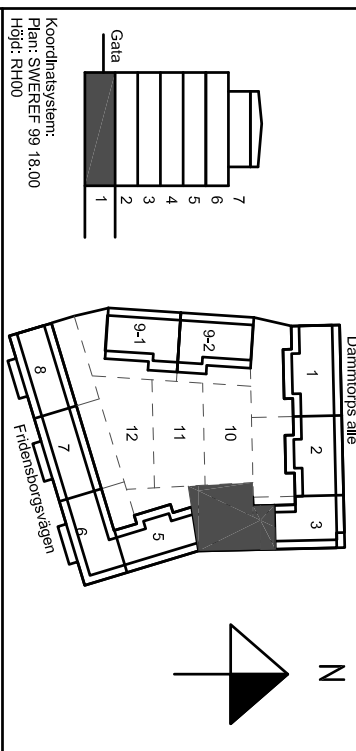 Gata
1
2
3
4
5
6
7
Koordinatsystem:
Plan: SWEREF 99 18.00
Höjd: RH00
Dammtorps alle
1
2
3
9-1
9-2
10
11
12
8
7
6
5
Fridensborgsvägen
N